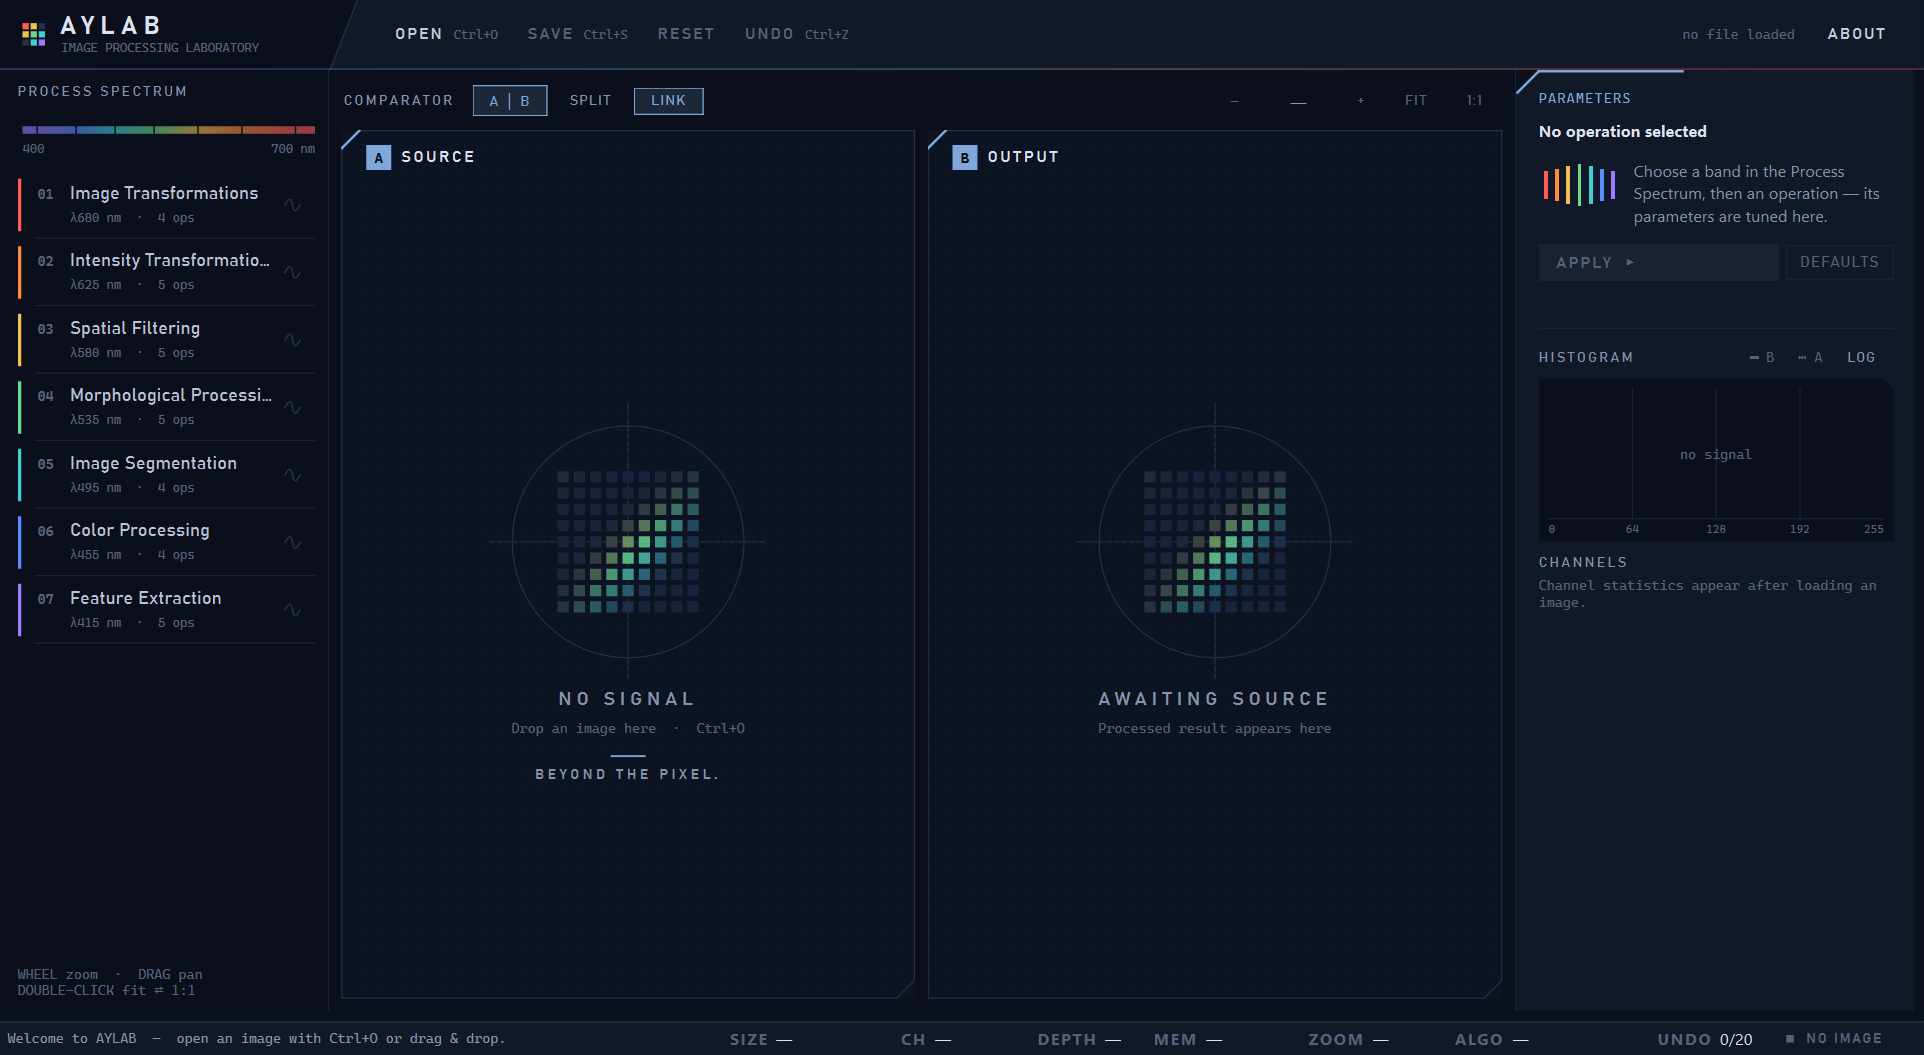 AYLAB
IMAGE PROCESSING LABORATORY
OPEN Ctrl+O SAVE Ctrl+S RESET UNDO Ctrl+Z
no file loaded ABOUT
PROCESS SPECTRUM
400 700 nm
01 Image Transformations
λ680 nm · 4 ops
02 Intensity Transformatio…
λ625 nm · 5 ops
03 Spatial Filtering
λ580 nm · 5 ops
04 Morphological Processi…
λ535 nm · 5 ops
05 Image Segmentation
λ495 nm · 4 ops
06 Color Processing
λ455 nm · 4 ops
07 Feature Extraction
λ415 nm · 5 ops
WHEEL zoom · DRAG pan
DOUBLE-CLICK fit ⇄ 1:1
COMPARATOR A | B SPLIT LINK – — + FIT 1:1
A SOURCE
NO SIGNAL
Drop an image here · Ctrl+O
BEYOND THE PIXEL.
B OUTPUT
AWAITING SOURCE
Processed result appears here
PARAMETERS
No operation selected
Choose a band in the Process
Spectrum, then an operation — its
parameters are tuned here.
APPLY ▸ DEFAULTS
HISTOGRAM B A LOG
no signal
0 64 128 192 255
CHANNELS
Channel statistics appear after loading an
image.
Welcome to AYLAB — open an image with Ctrl+O or drag & drop.
SIZE — CH — DEPTH — MEM — ZOOM — ALGO — UNDO 0/20 ■ NO IMAGE